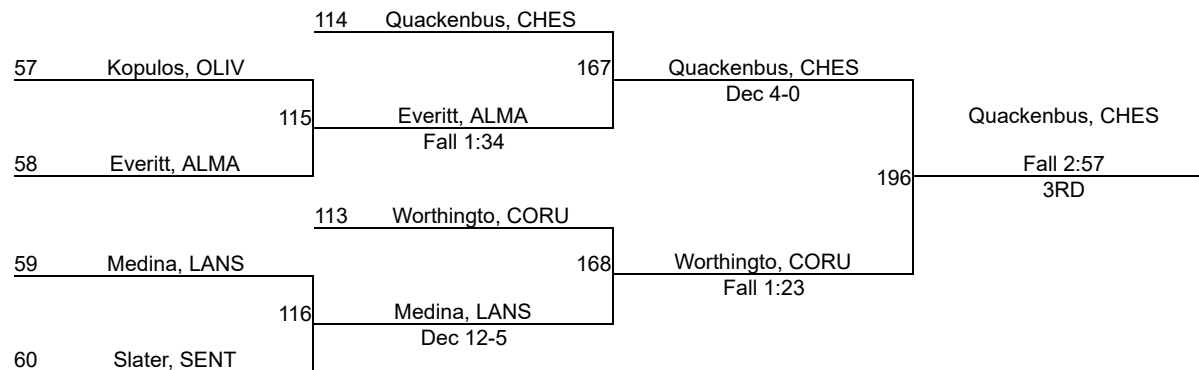 114 Quackenbus, CHES
57 Kopulos, OLIV
167 Quackenbus, CHES
Dec 4-0
115 Everitt, ALMA
Fall 1:34
Quackenbus, CHES
58 Everitt, ALMA
Fall 2:57
196
3RD
113 Worthingto, CORU
59 Medina, LANS
168 Worthingto, CORU
Fall 1:23
116 Medina, LANS
Dec 12-5
60 Slater, SENT